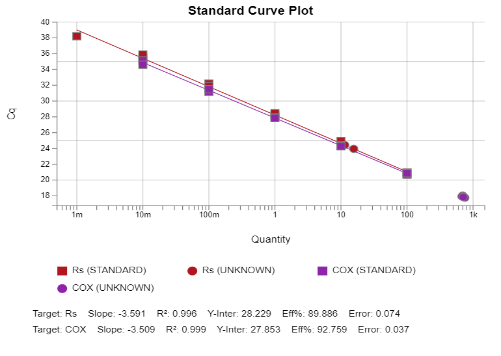 Standard Curve Plot
40
38
36
34
32
30
28
26
24
22
20
18
Cq
1m
10m
100m
1
10
100
1k
Quantity
Rs (STANDARD) Rs (UNKNOWN) COX (STANDARD)
COX (UNKNOWN)
Target: Rs Slope: -3.591 R²: 0.996 Y-Inter: 28.229 Eff%: 89.886 Error: 0.074
Target: COX Slope: -3.509 R²: 0.999 Y-Inter: 27.853 Eff%: 92.759 Error: 0.037